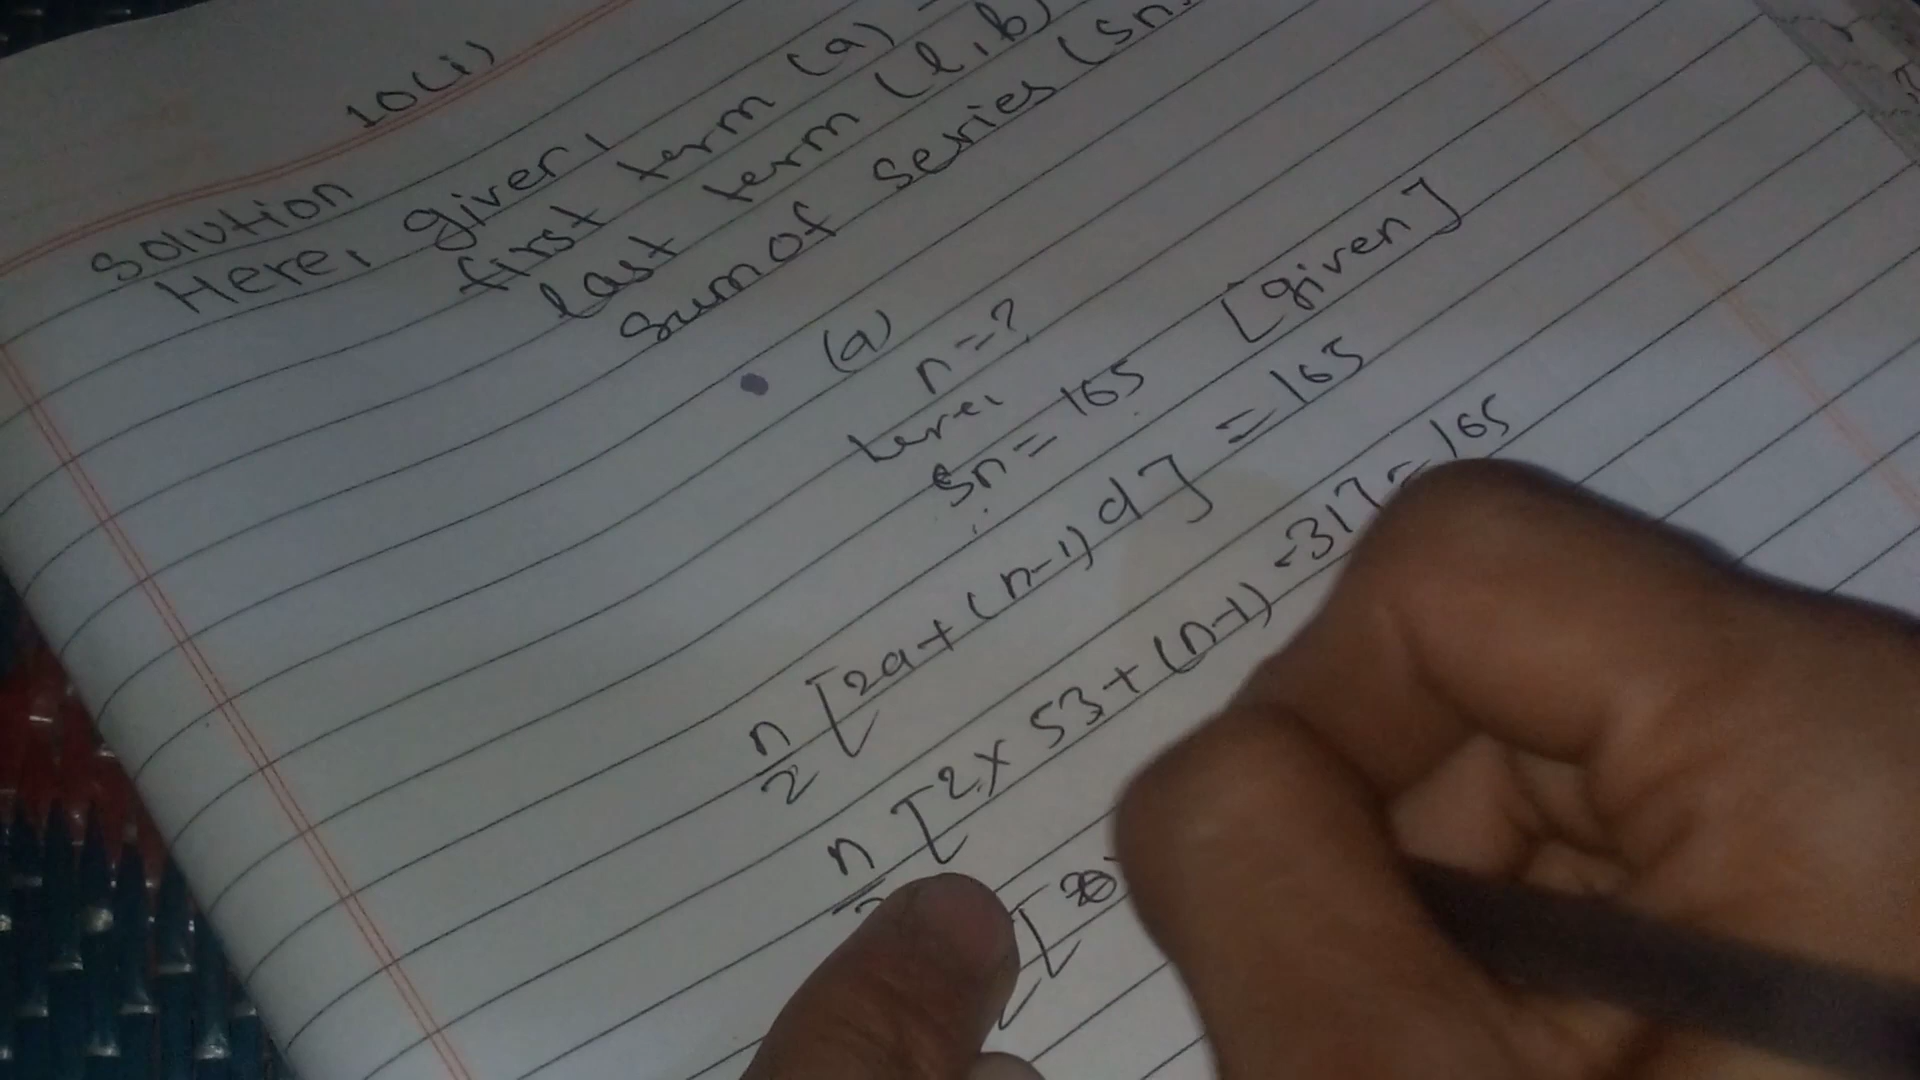 10(i)
Solution
Here, given,
first term (a)
last term (l, b)
Sum of Series (Sn
(a)
n = ?
here,
Sn = 165 [given]
n/2 [2a + (n-1) d] = 165
n/2 [2 x 53 + (n-1) -3] = 165
[